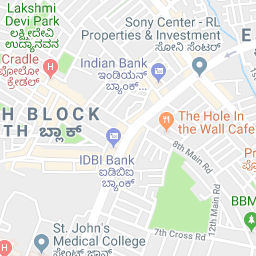 Lakshmi
Devi Park
ಲಕ್ಷ್ಮೀದೇವಿ
ಉದ್ಯಾನವನ
Sony Center - RL
Properties & Investment
ಸೋನಿ ಸೆಂಟರ್
E
Indian Bank
ಇಂಡಿಯನ್
ಬ್ಯಾಂಕ್...
Cradle
ಕ್ರೇಡಲ್
H BLOCK
TH ಬ್ಲಾಕ್
The Hole In
the Wall Cafe
IDBI Bank
ಐಡಿಬಿಐ
ಬ್ಯಾಂಕ್
8th Main Rd
12th Main Rd
BBM
7th Cross Rd
St. John's
Medical College